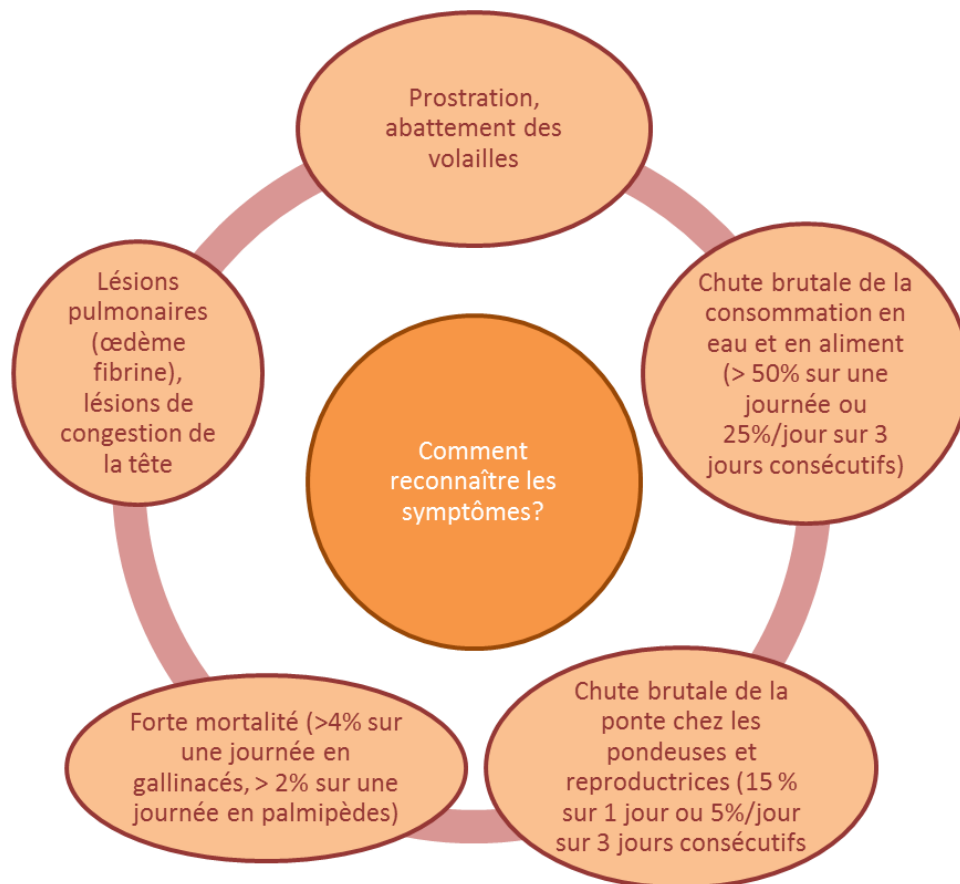 Prostration,
abattement des
volailles
Chute brutale de la
consommation en
eau et en aliment
(> 50% sur une
journée ou
25%/jour sur 3
jours consécutifs)
Chute brutale de la
ponte chez les
pondeuses et
reproductrices (15 %
sur 1 jour ou 5%/jour
sur 3 jours consécutifs
Forte mortalité (>4% sur
une journée en
gallinacés, > 2% sur une
journée en palmipèdes)
Lésions
pulmonaires
(œdème
fibrine),
lésions de
congestion de
la tête
Comment
reconnaître les
symptômes?